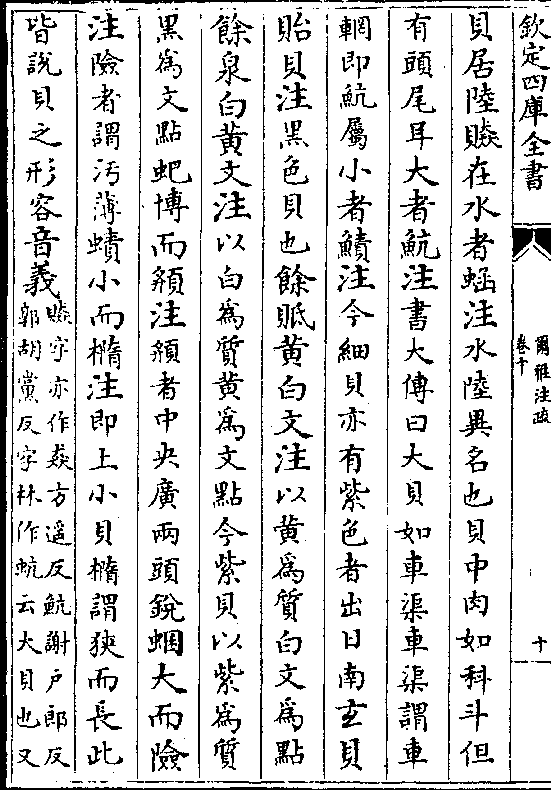 欽定四庫全書
爾雅注疏
卷十
十
貝居陸贆在水者蜬注水陸異名也貝中肉如科斗但
有頭尾耳大者魧注書大傳曰大貝如車渠車渠謂車
輞即魧屬小者鰿注今細貝亦有紫色者出日南玄貝
貽貝注黑色貝也餘貾黄白文注以黄為質白文為點
餘泉白黄文注以白為質黄為文點今紫貝以紫為質
黑為文點蚆博而頯注頯者中央廣兩頭鋭蜠大而險
注險者謂汚薄蟦小而橢注即上小貝橢謂狹而長此
皆說貝之形容音義
贆字亦作猋方遥反魧謝户郎反
郭胡黨反字林作蚢云大貝也又